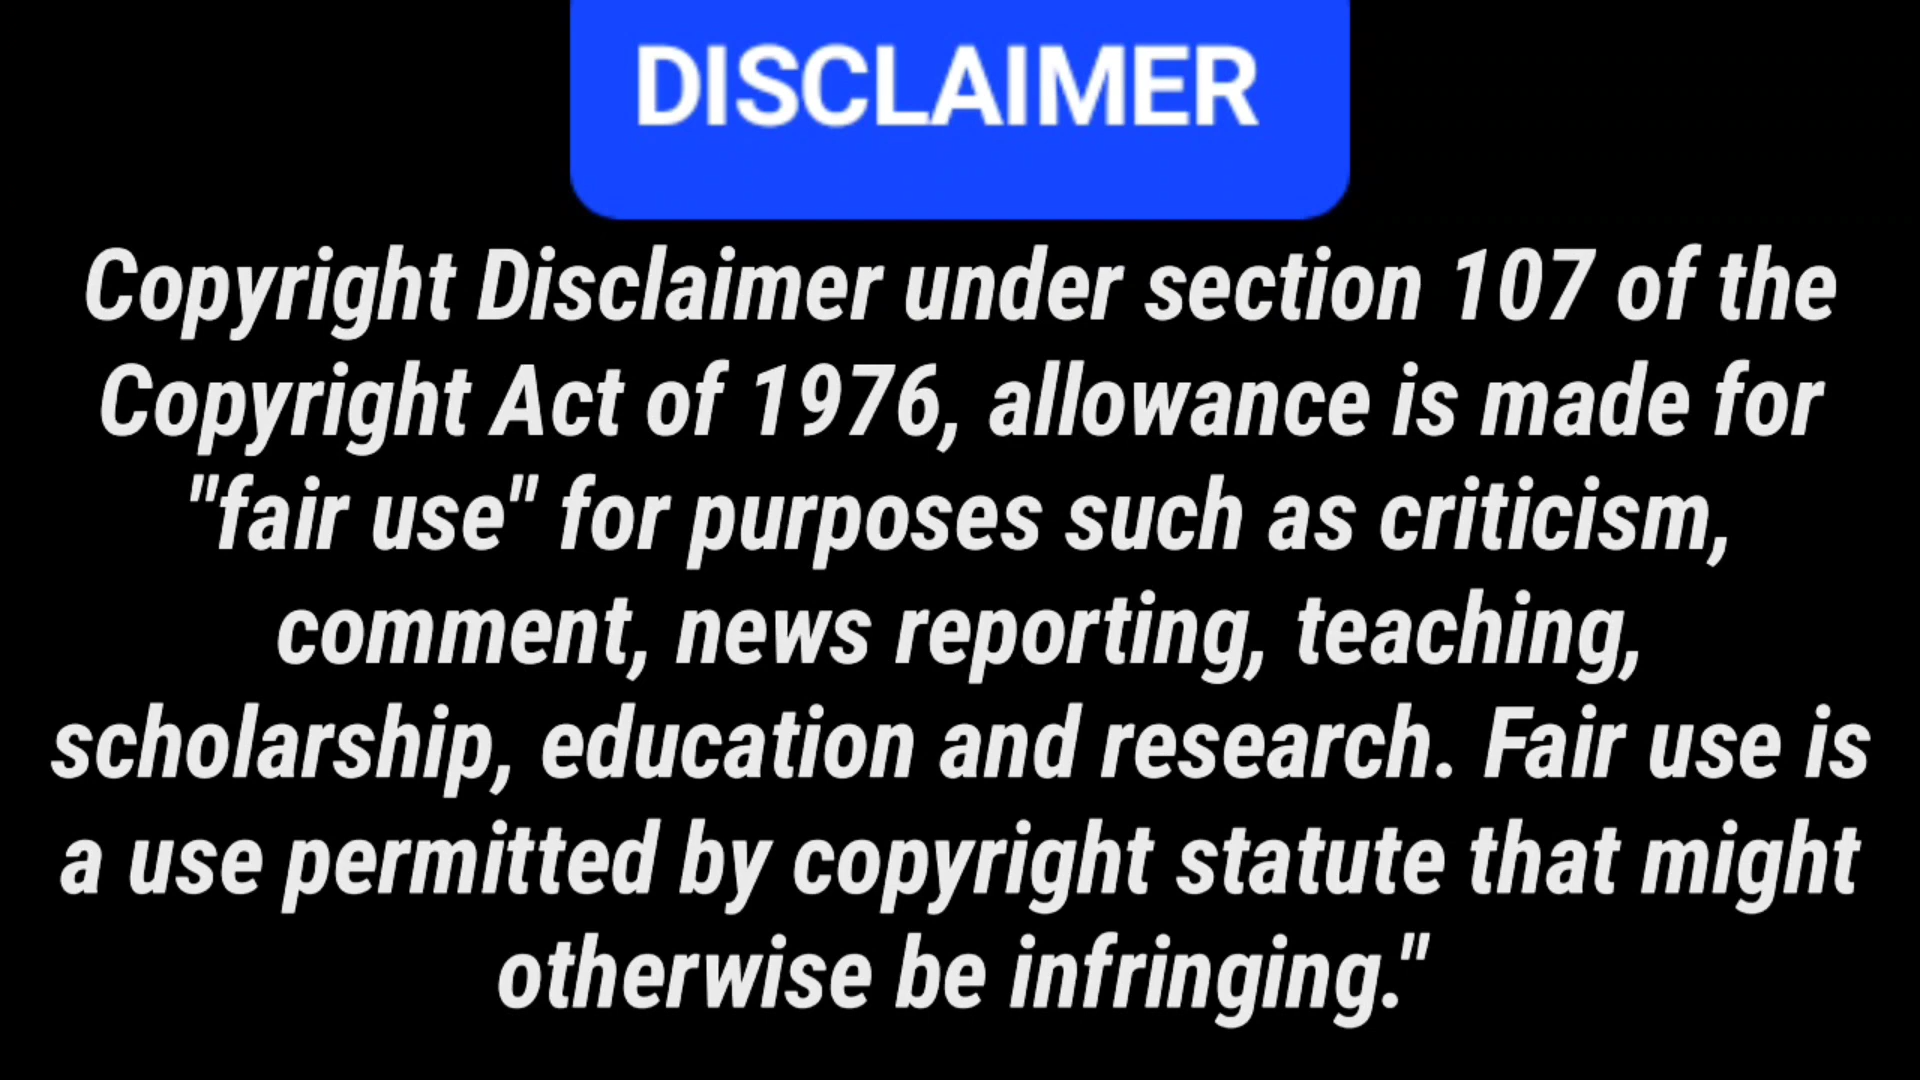 DISCLAIMER
Copyright Disclaimer under section 107 of the
Copyright Act of 1976, allowance is made for
"fair use" for purposes such as criticism,
comment, news reporting, teaching,
scholarship, education and research. Fair use is
a use permitted by copyright statute that might
otherwise be infringing."